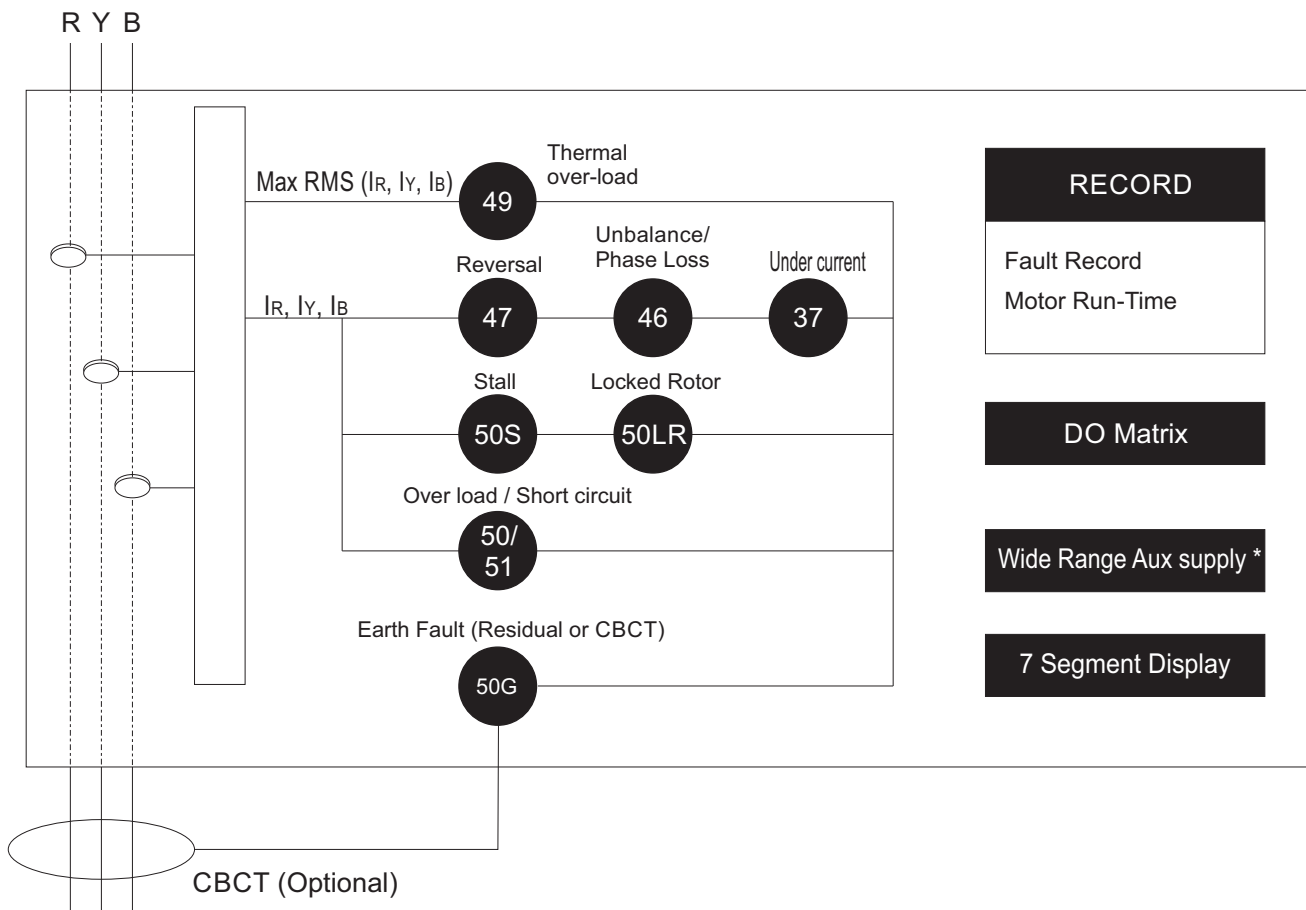 R Y B
Thermal
over-load
Max RMS (IR, IY, IB)
49
Unbalance/
Phase Loss
Reversal
Under current
IR, IY, IB
47
46
37
Stall
Locked Rotor
50S
50LR
Over load / Short circuit
50/
51
Earth Fault (Residual or CBCT)
50G
CBCT (Optional)
RECORD
Fault Record
Motor Run-Time
DO Matrix
Wide Range Aux supply *
7 Segment Display